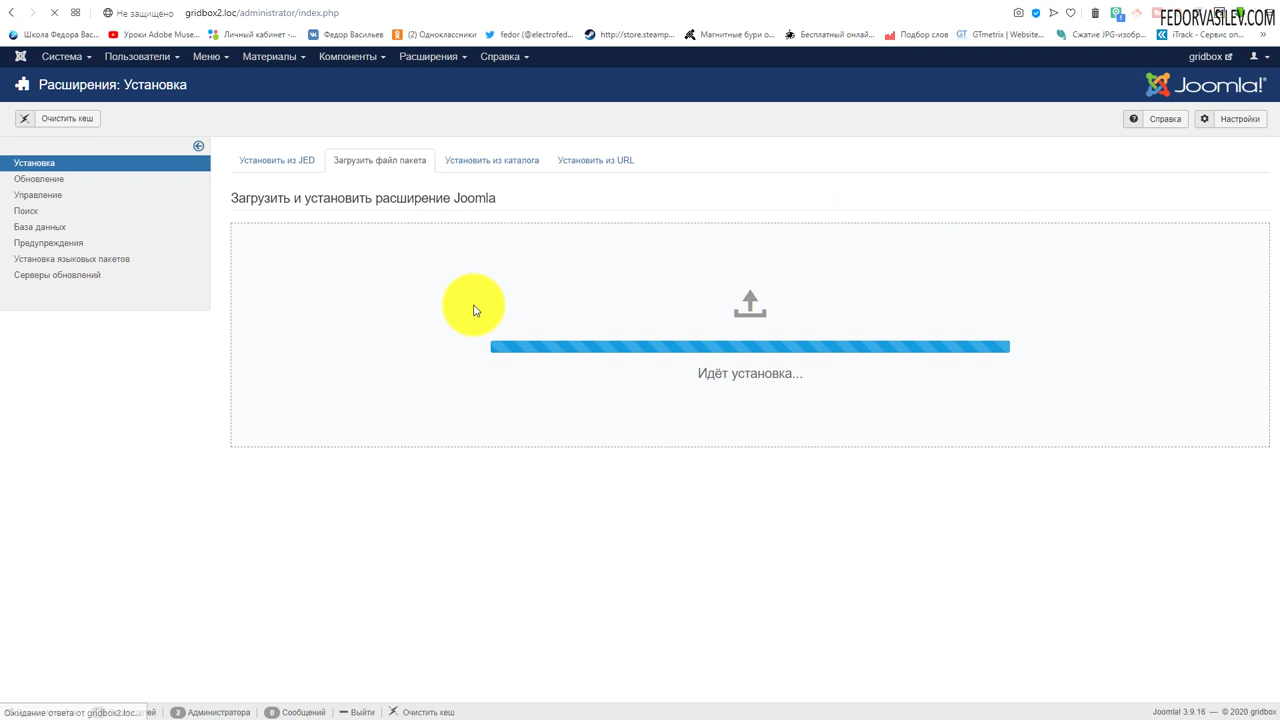 Не защищено gridbox2.loc/administrator/index.php
FEDORVASILEV.COM
Школа Федора Вас... Уроки Adobe Muse... Личный кабинет -... Федор Васильев (2) Одноклассники fedor (@electrofed... http://store.steamp... Магнитные бури о... Бесплатный онлай... Подбор слов GTmetrix | Website... Сжатие JPG-изобр... iTrack - Сервис оп...
Система Пользователи Меню Материалы Компоненты Расширения Справка gridbox
Расширения: Установка Joomla!
Очистить кеш Справка Настройки
Установить из JED Загрузить файл пакета Установить из каталога Установить из URL
Установка
Обновление
Управление
Поиск
База данных
Предупреждения
Установка языковых пакетов
Серверы обновлений
Загрузить и установить расширение Joomla
Идёт установка...
Ожидание ответа от gridbox2.loc... 2 Администратора 0 Сообщений Выйти Очистить кеш Joomla! 3.9.16 — © 2020 gridbox